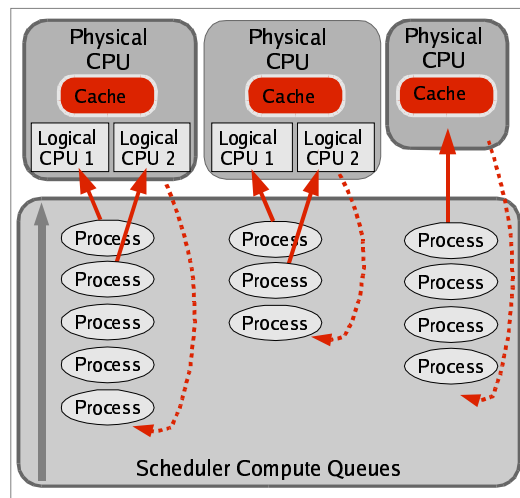 Physical
CPU
Cache
Logical
CPU 1
Logical
CPU 2
Physical
CPU
Cache
Logical
CPU 1
Logical
CPU 2
Physical
CPU
Cache
Process
Process
Process
Process
Process
Process
Process
Process
Process
Process
Process
Process
Scheduler Compute Queues